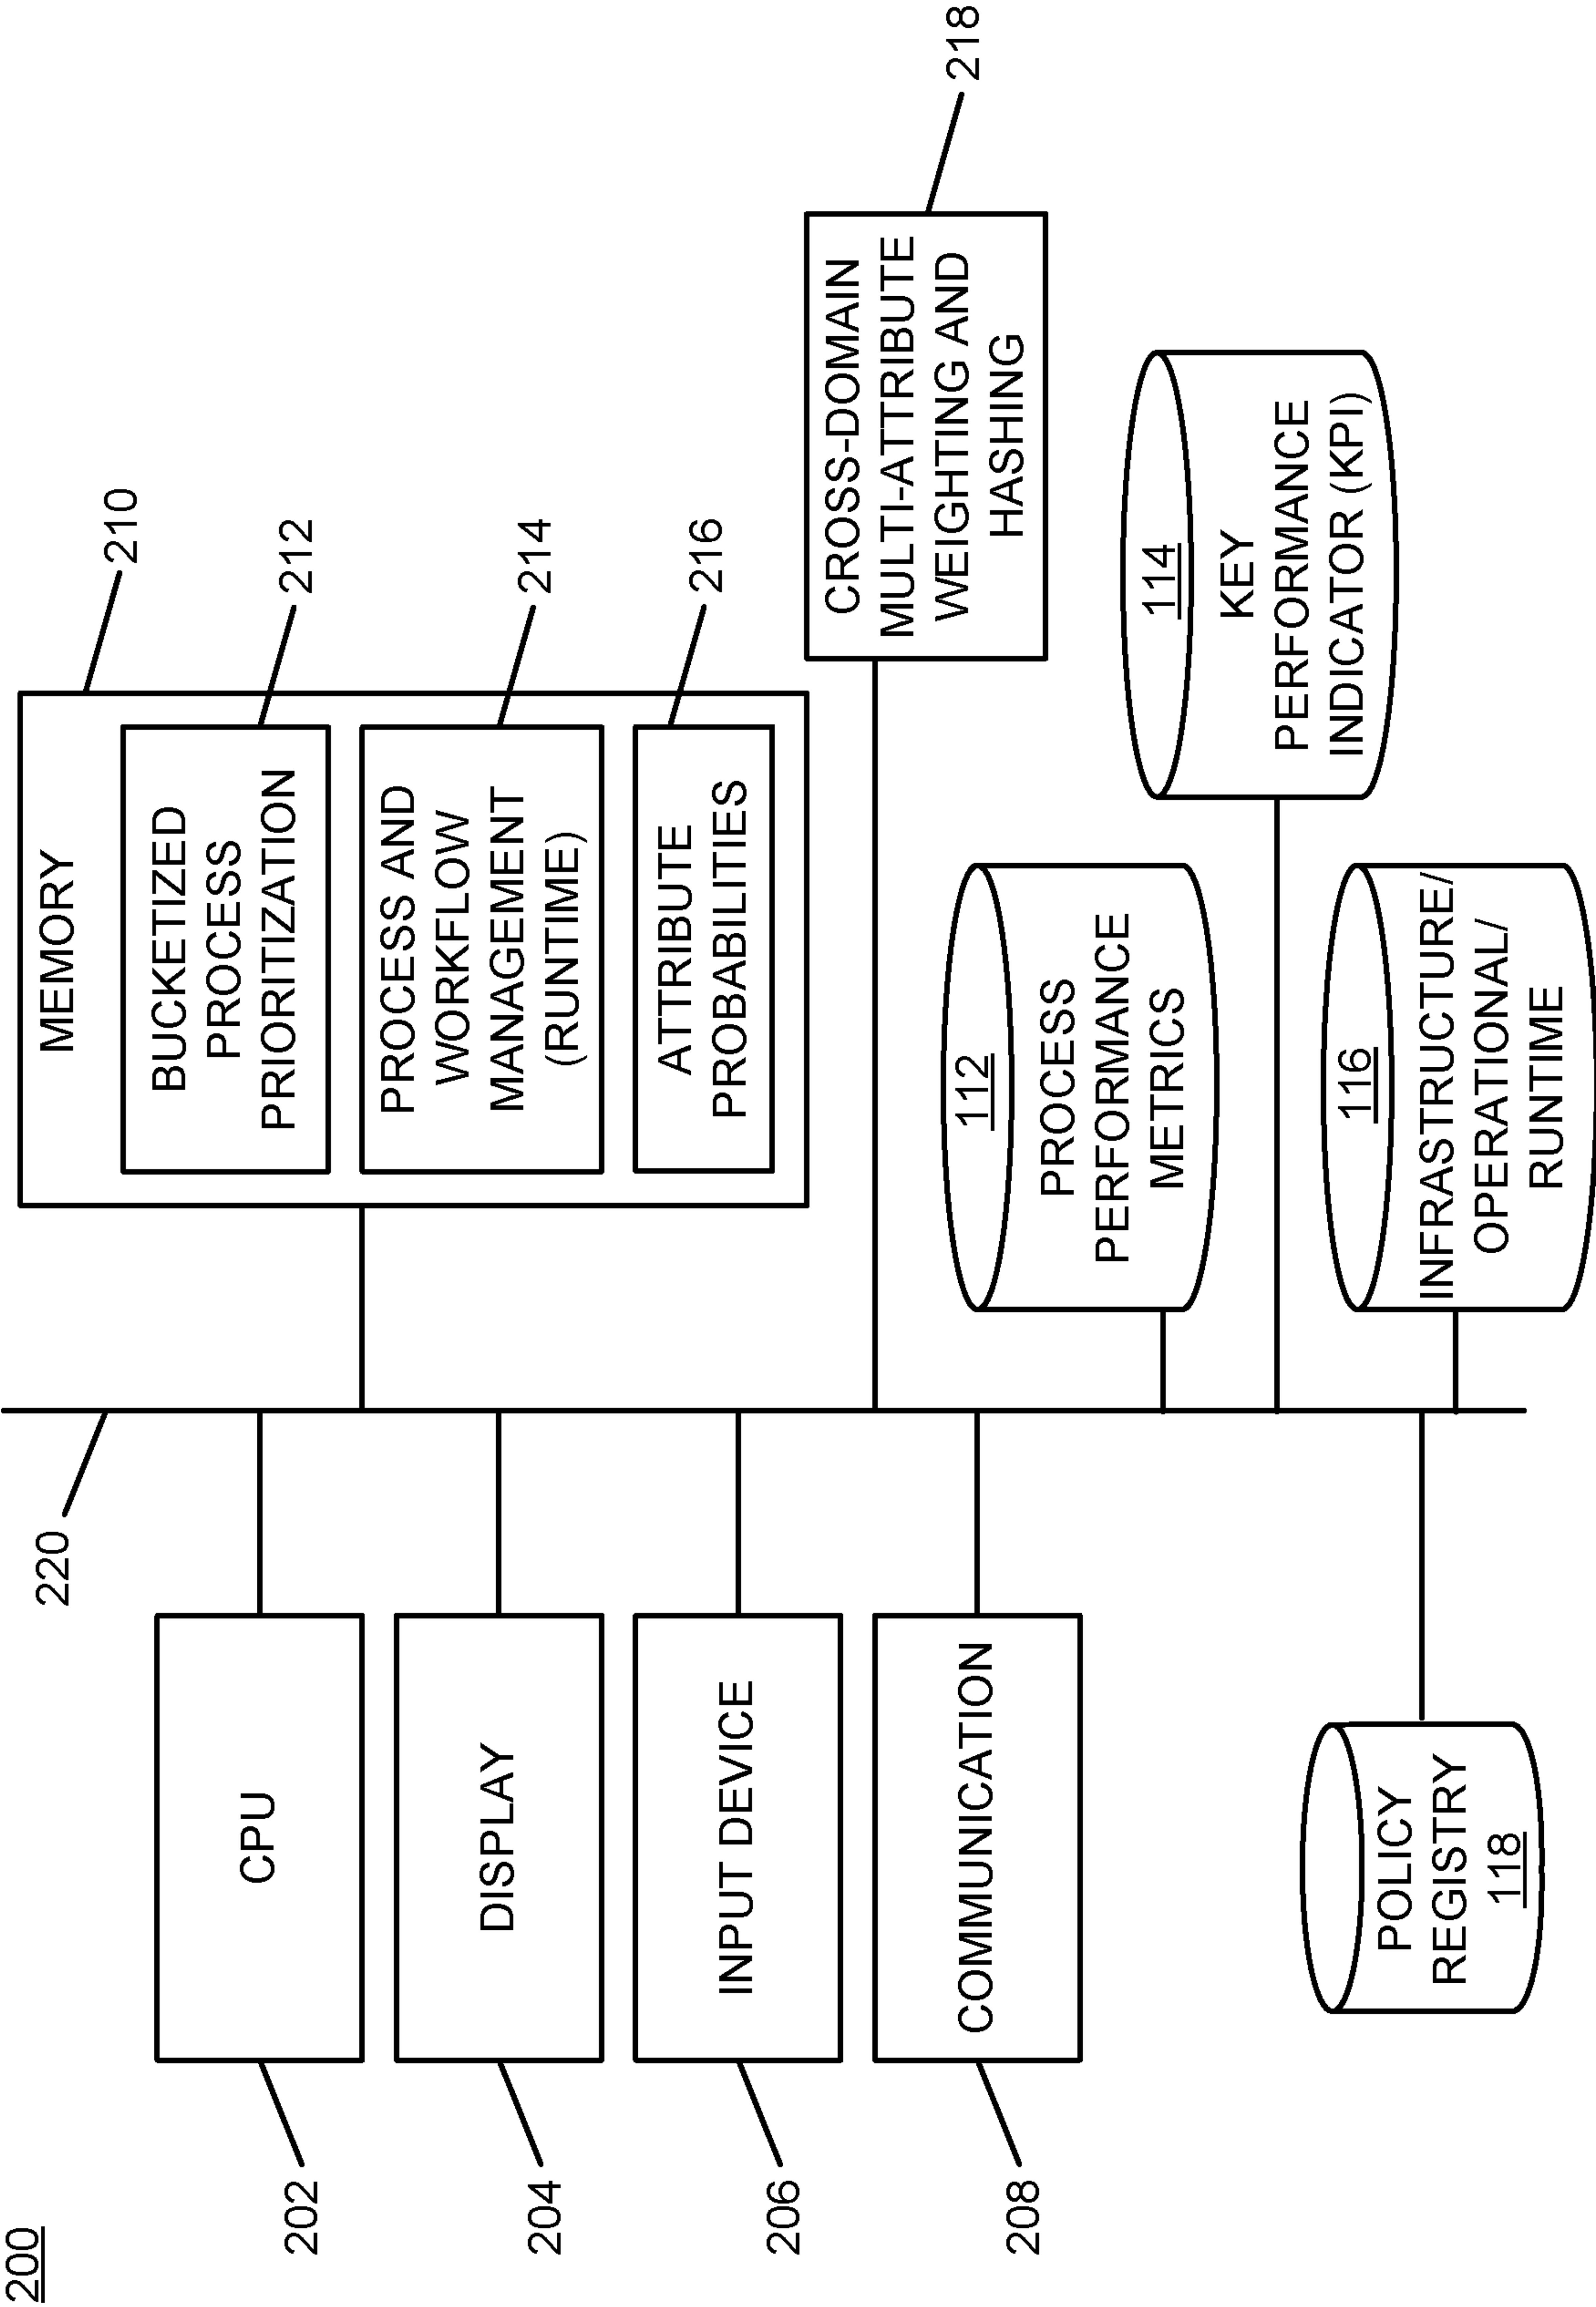 200
220
210
202
CPU
MEMORY
BUCKETIZED
PROCESS
PRIORITIZATION
212
204
DISPLAY
PROCESS AND
WORKFLOW
MANAGEMENT
(RUNTIME)
214
206
INPUT DEVICE
ATTRIBUTE
PROBABILITIES
216
208
COMMUNICATION
CROSS-DOMAIN
MULTI-ATTRIBUTE
WEIGHTING AND
HASHING
218
112
PROCESS
PERFORMANCE
METRICS
114
KEY
PERFORMANCE
INDICATOR (KPI)
116
INFRASTRUCTURE/
OPERATIONAL/
RUNTIME
POLICY
REGISTRY
118